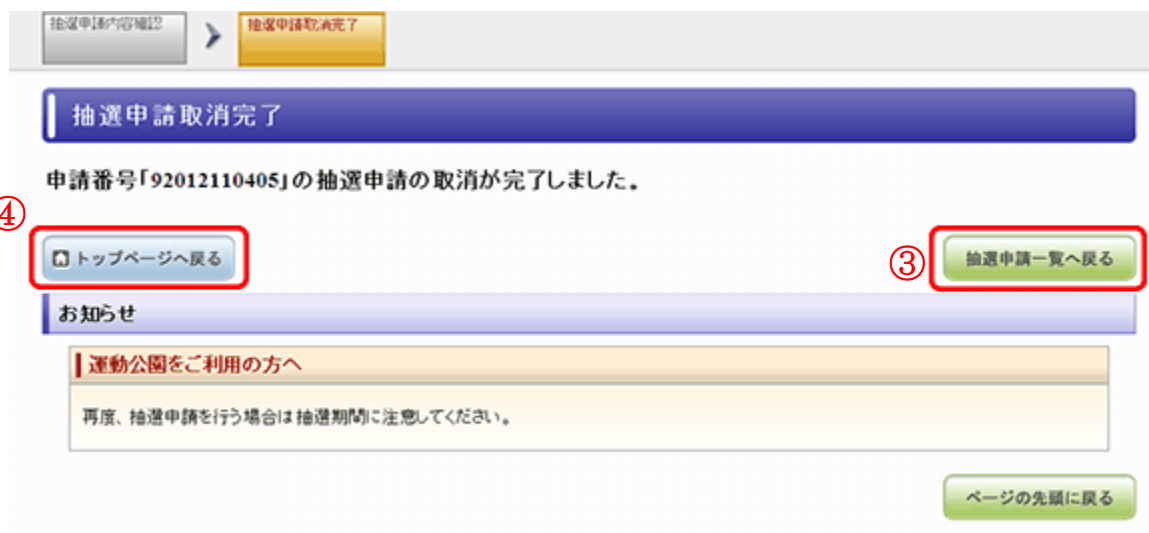 抽選申請内容確認
抽選申請取消完了
抽選申請取消完了
申請番号「92012110405」の抽選申請の取消が完了しました。
④
トップページへ戻る
③
抽選申請一覧へ戻る
お知らせ
運動公園をご利用の方へ
再度、抽選申請を行う場合は抽選期間に注意してください。
ページの先頭に戻る